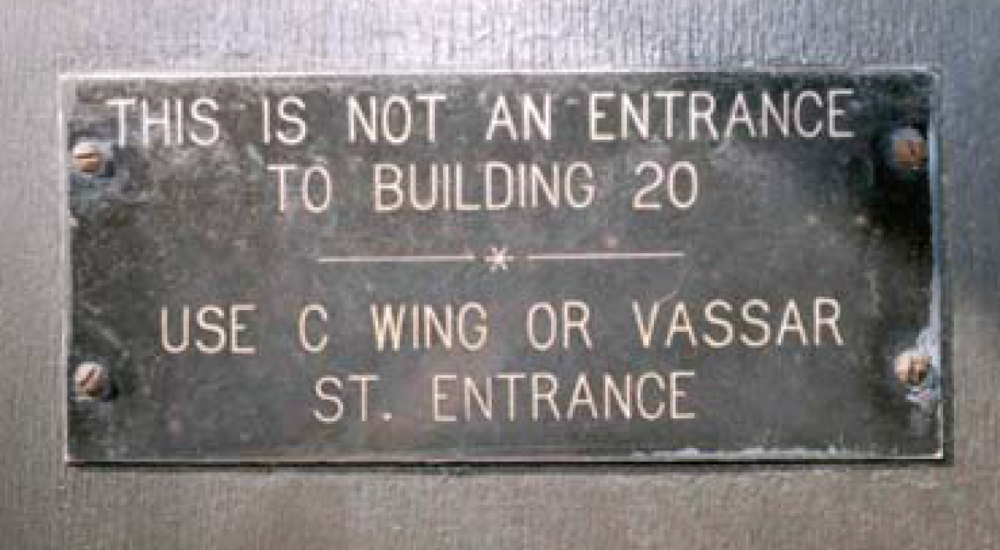 THIS IS NOT AN ENTRANCE
TO BUILDING 20
*
USE C WING OR VASSAR
ST. ENTRANCE